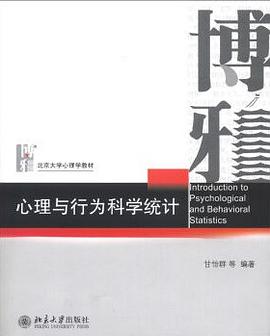 博雅
北京大学心理学教材
心理与行为科学统计
Introduction to
Psychological
and Behavioral
Statistics
甘怡群 等 编著
北京大学出版社
PEKING UNIVERSITY PRESS